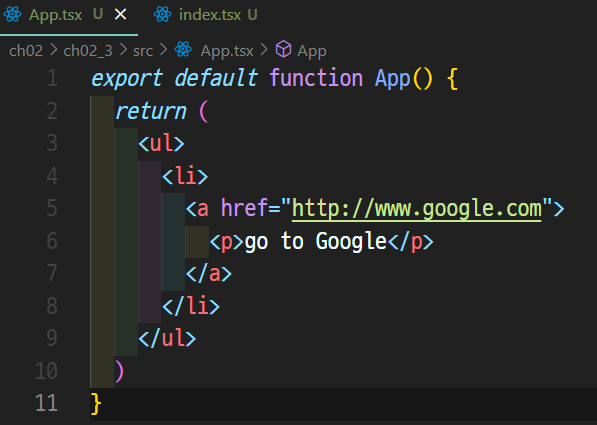 App.tsx U × index.tsx U
ch02 > ch02_3 > src > App.tsx > App
1 export default function App() {
2 return (
3 <ul>
4 <li>
5 <a href="http://www.google.com">
6 <p>go to Google</p>
7 </a>
8 </li>
9 </ul>
10 )
11 }